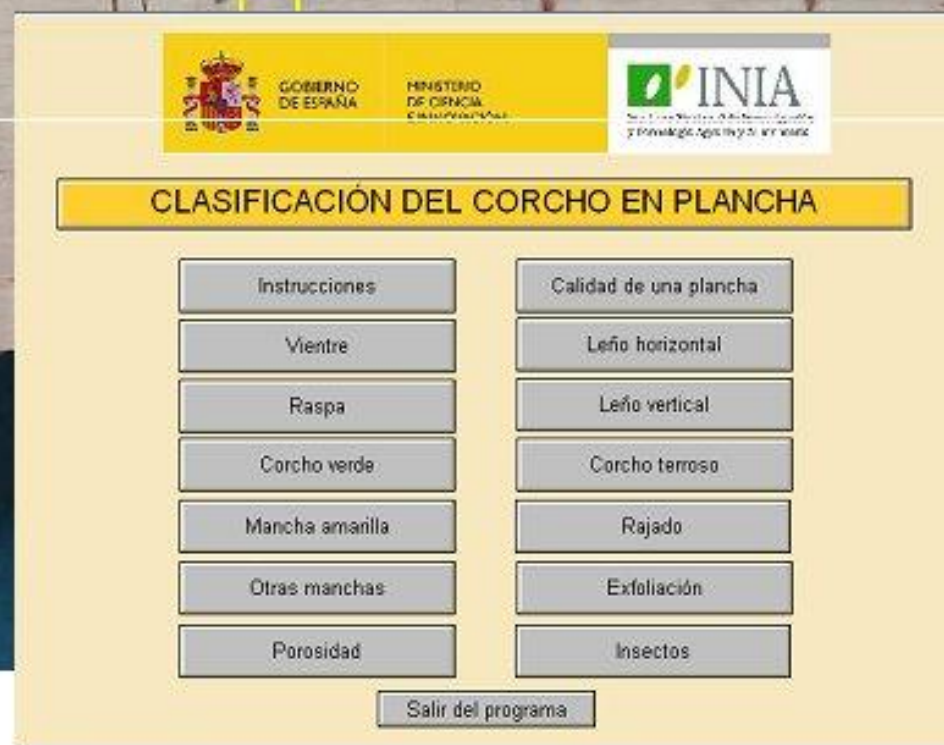 GOBIERNO
DE ESPAÑA
MINISTERIO
DE CIENCIA
E INNOVACIÓN
INIA
CLASIFICACIÓN DEL CORCHO EN PLANCHA
Instrucciones
Calidad de una plancha
Vientre
Leño horizontal
Raspa
Leño vertical
Corcho verde
Corcho terroso
Mancha amarilla
Rajado
Otras manchas
Exfoliación
Porosidad
Insectos
Salir del programa